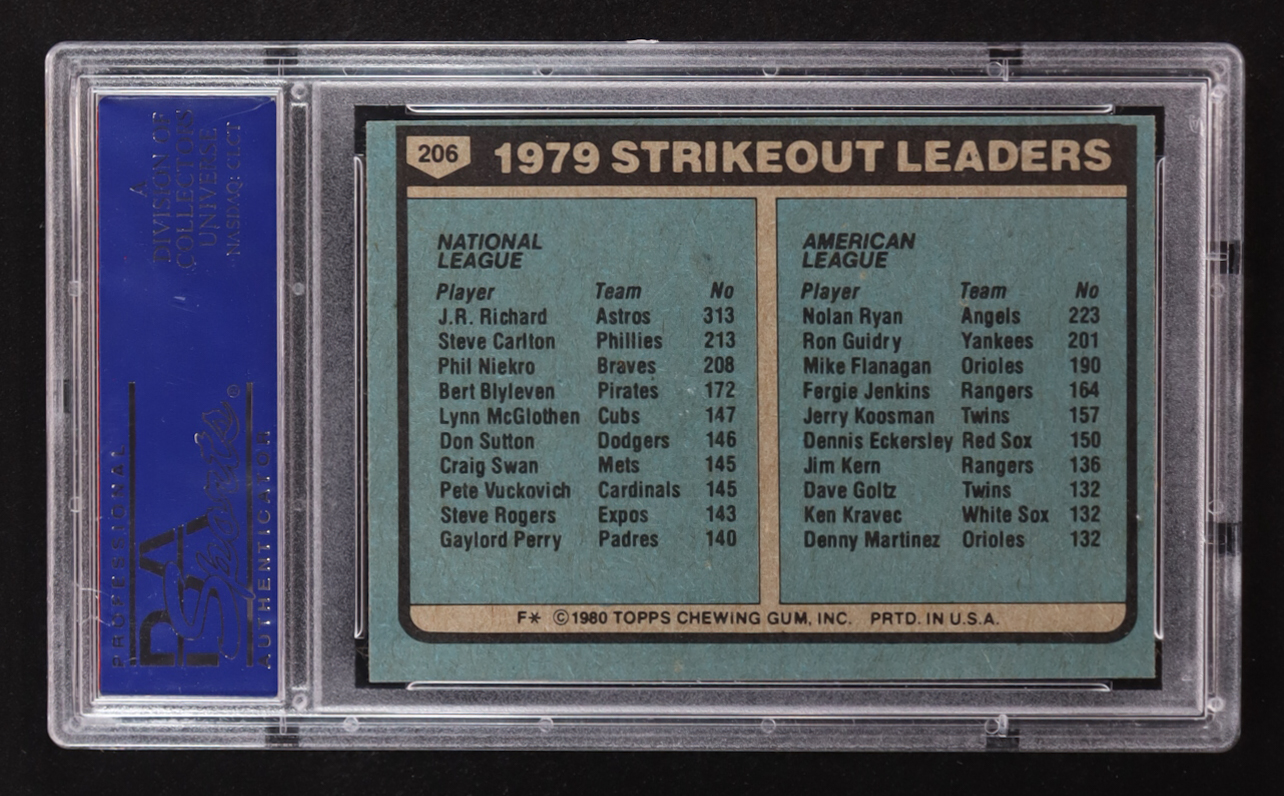 A
DIVISION OF
COLLECTORS
UNIVERSE
NASDAQ: CLCT
PROFESSIONAL
PSA
SPORTS
AUTHENTICATOR
206
1979 STRIKEOUT LEADERS
NATIONAL
LEAGUE
Player Team No
J.R. Richard Astros 313
Steve Carlton Phillies 213
Phil Niekro Braves 208
Bert Blyleven Pirates 172
Lynn McGlothen Cubs 147
Don Sutton Dodgers 146
Craig Swan Mets 145
Pete Vuckovich Cardinals 145
Steve Rogers Expos 143
Gaylord Perry Padres 140
AMERICAN
LEAGUE
Player Team No
Nolan Ryan Angels 223
Ron Guidry Yankees 201
Mike Flanagan Orioles 190
Fergie Jenkins Rangers 164
Jerry Koosman Twins 157
Dennis Eckersley Red Sox 150
Jim Kern Rangers 136
Dave Goltz Twins 132
Ken Kravec White Sox 132
Denny Martinez Orioles 132
F* ©1980 TOPPS CHEWING GUM, INC. PRTD. IN U.S.A.